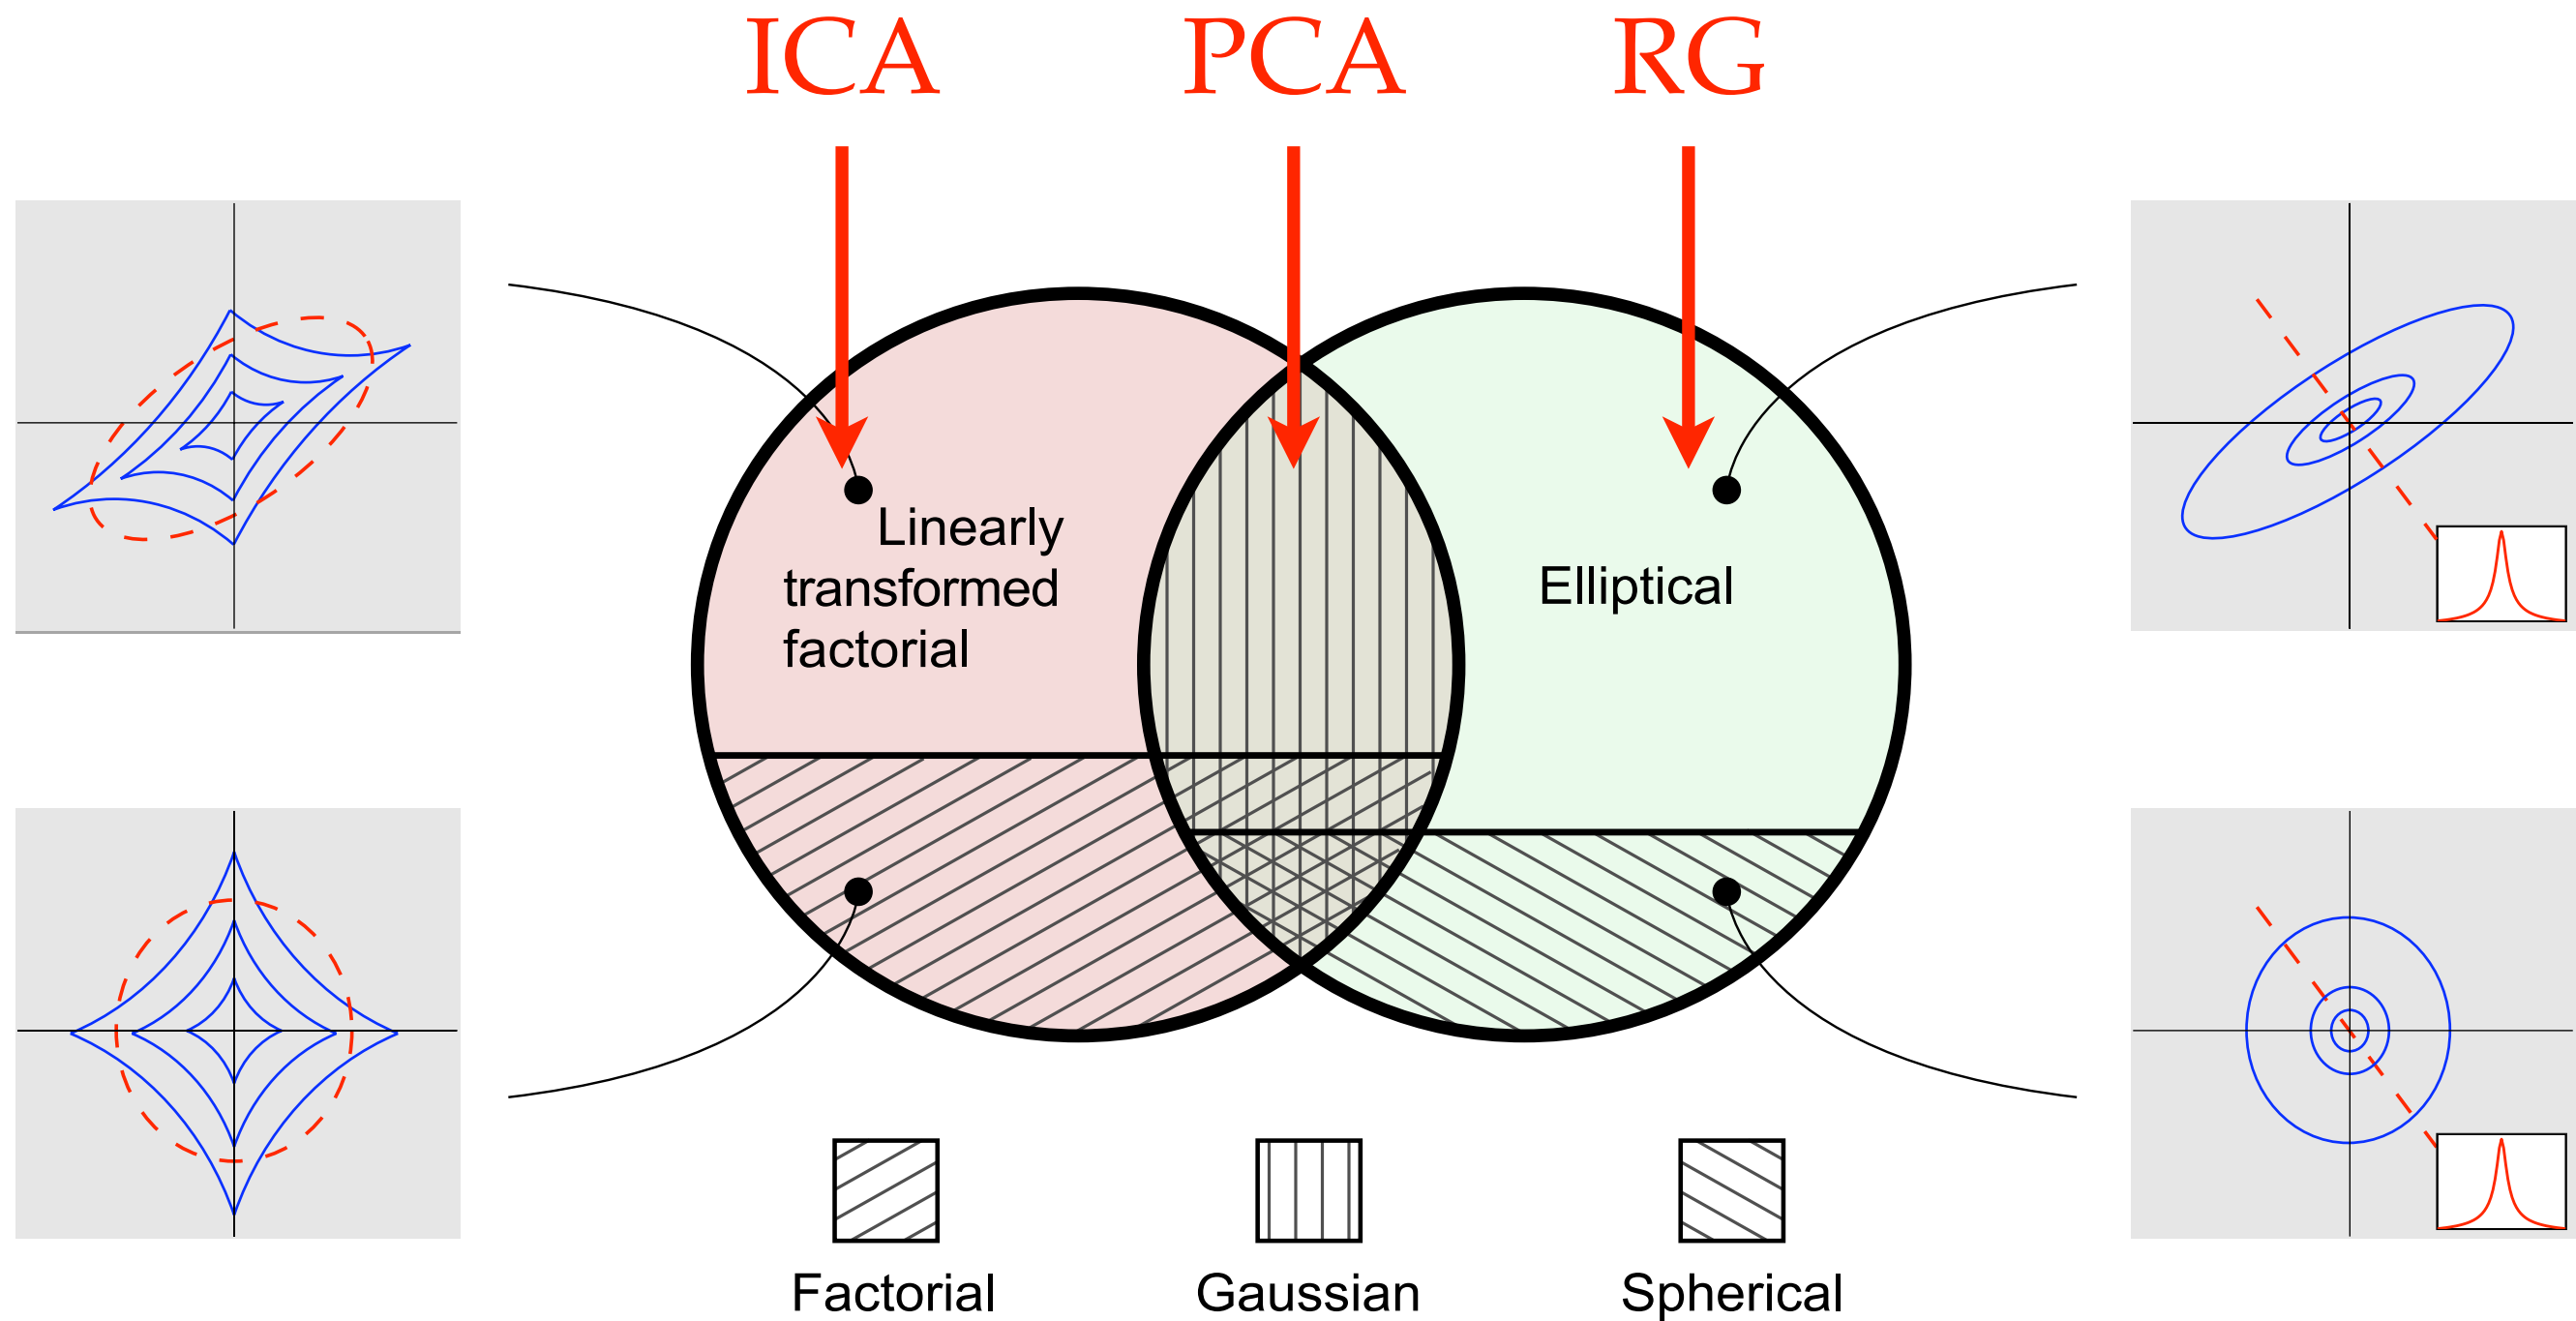 ICA
PCA
RG
Linearly
transformed
factorial
Elliptical
Factorial
Gaussian
Spherical